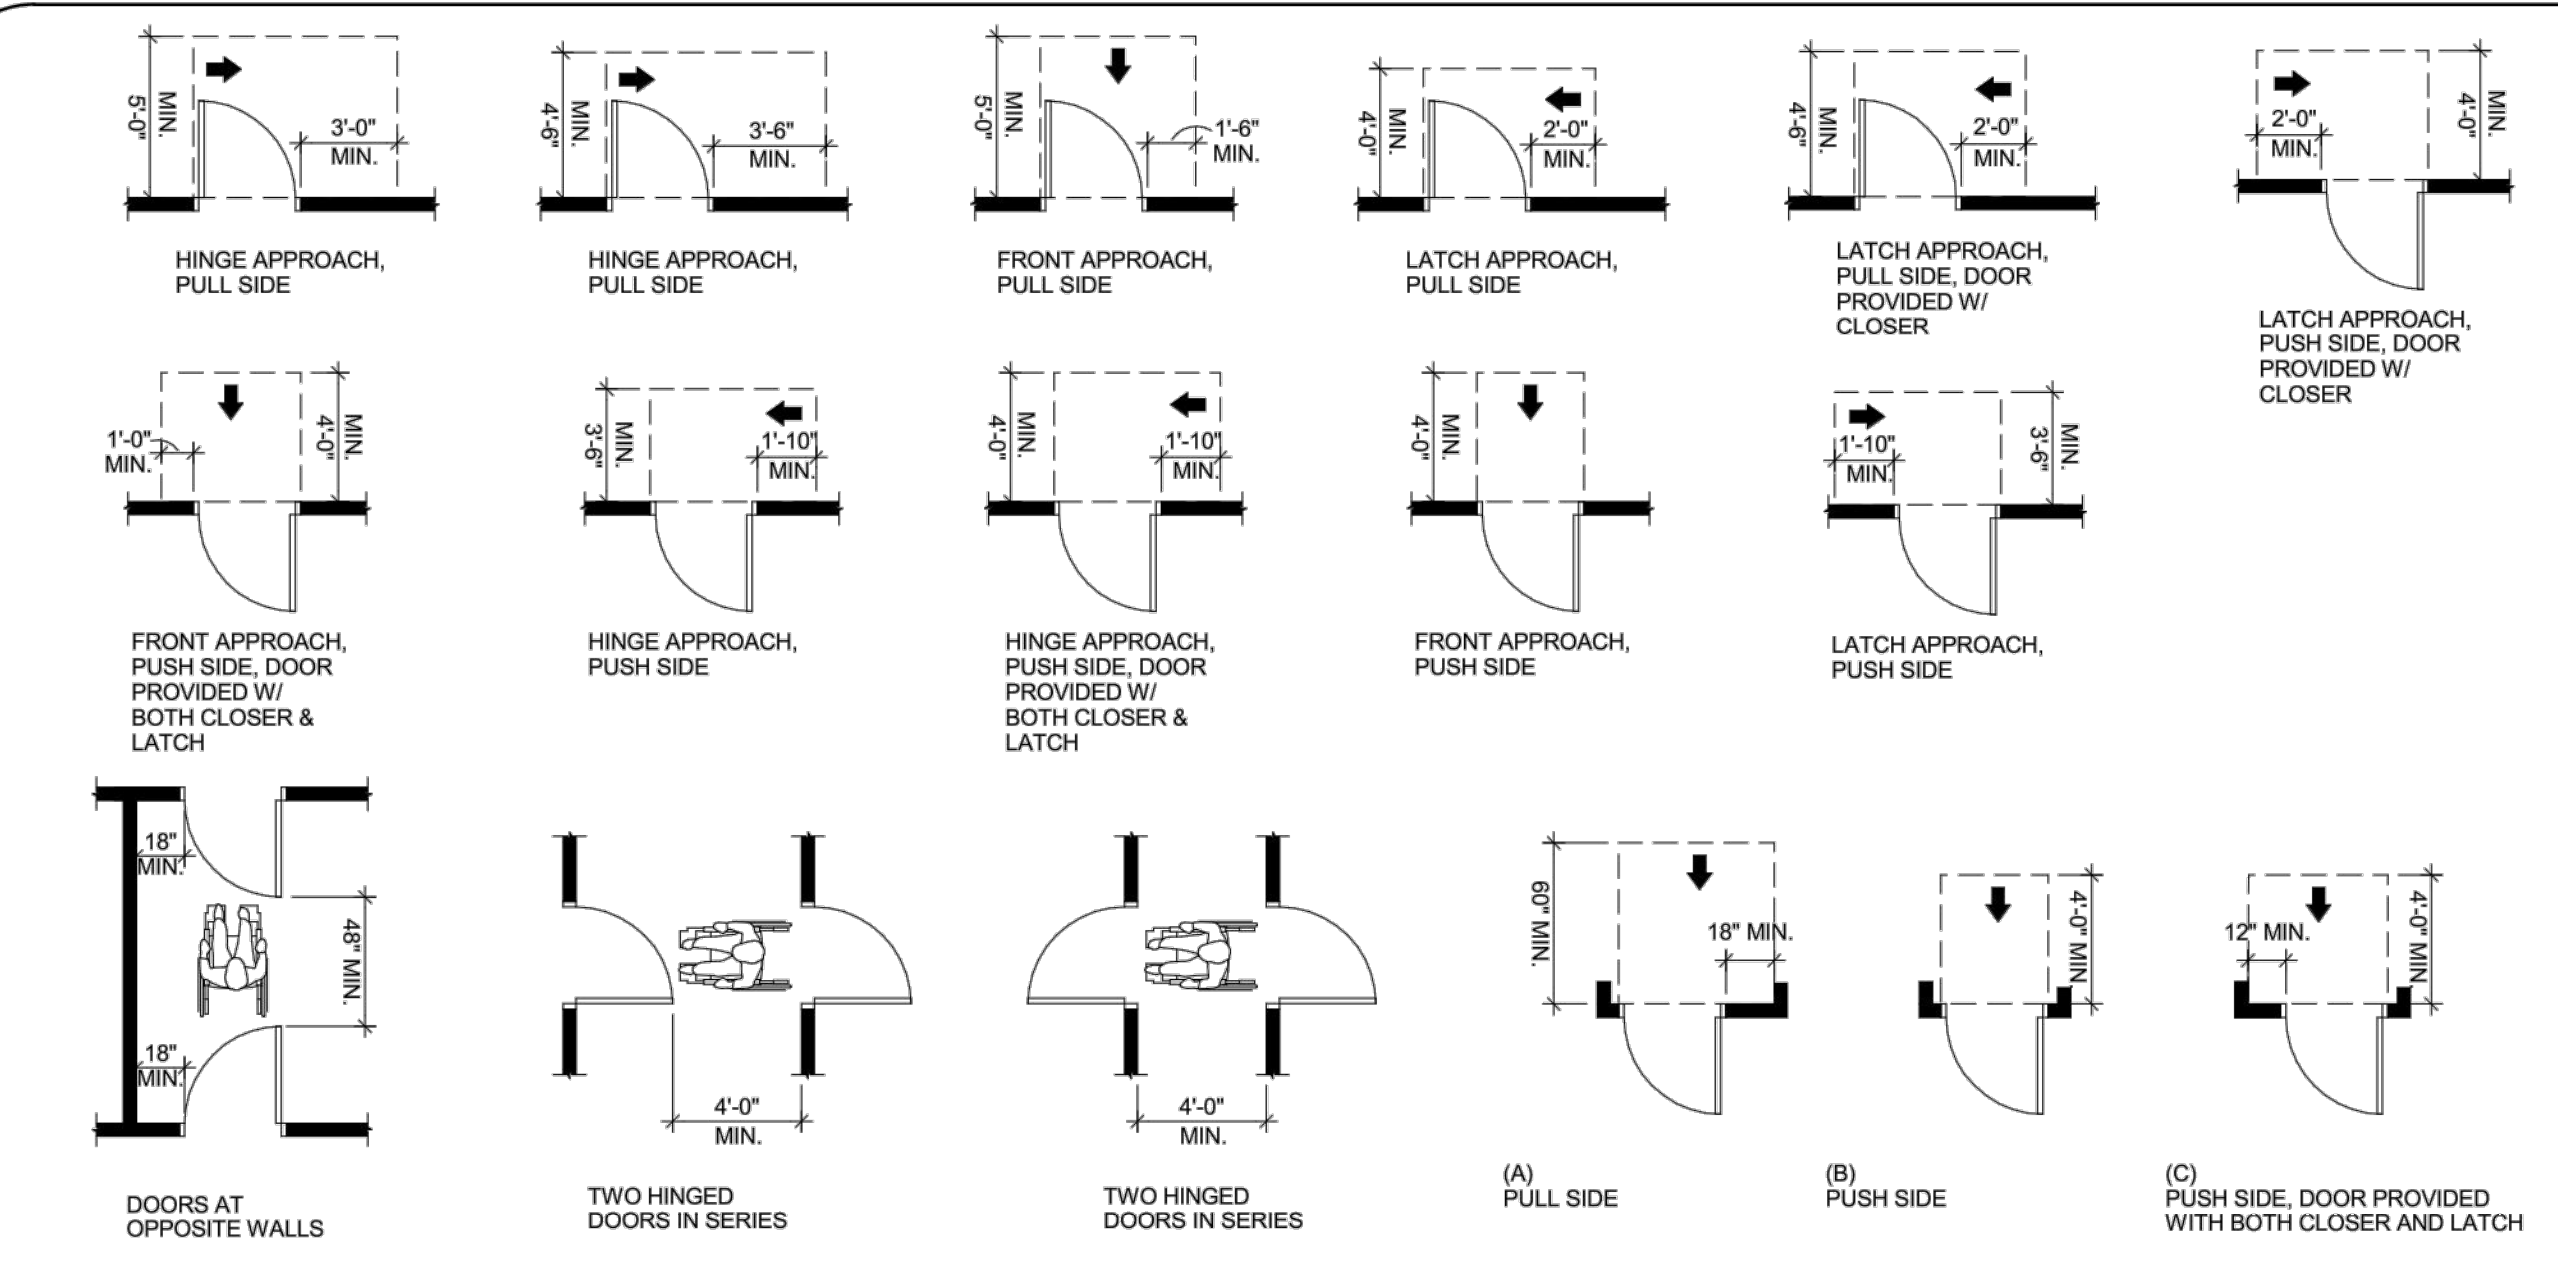 5'-0"
MIN.
3'-0"
MIN.
HINGE APPROACH,
PULL SIDE
4'-6"
MIN.
3'-6"
MIN.
HINGE APPROACH,
PULL SIDE
5'-0"
MIN.
1'-6"
MIN.
FRONT APPROACH,
PULL SIDE
4'-0"
MIN.
2'-0"
MIN.
LATCH APPROACH,
PULL SIDE
4'-6"
MIN.
2'-0"
MIN.
LATCH APPROACH,
PULL SIDE, DOOR
PROVIDED W/
CLOSER
2'-0"
MIN.
4'-0"
MIN.
LATCH APPROACH,
PUSH SIDE, DOOR
PROVIDED W/
CLOSER
1'-0"
MIN.
4'-0"
MIN.
FRONT APPROACH,
PUSH SIDE, DOOR
PROVIDED W/
BOTH CLOSER &
LATCH
3'-6"
MIN.
1'-10"
MIN.
HINGE APPROACH,
PUSH SIDE
4'-0"
MIN.
1'-10"
MIN.
HINGE APPROACH,
PUSH SIDE, DOOR
PROVIDED W/
BOTH CLOSER &
LATCH
4'-0"
MIN.
FRONT APPROACH,
PUSH SIDE
1'-10"
MIN.
3'-6"
MIN.
LATCH APPROACH,
PUSH SIDE
18"
MIN.
48" MIN.
18"
MIN.
DOORS AT
OPPOSITE WALLS
4'-0"
MIN.
TWO HINGED
DOORS IN SERIES
4'-0"
MIN.
TWO HINGED
DOORS IN SERIES
60" MIN.
18" MIN.
(A)
PULL SIDE
4'-0" MIN.
(B)
PUSH SIDE
12" MIN.
4'-0" MIN.
(C)
PUSH SIDE, DOOR PROVIDED
WITH BOTH CLOSER AND LATCH